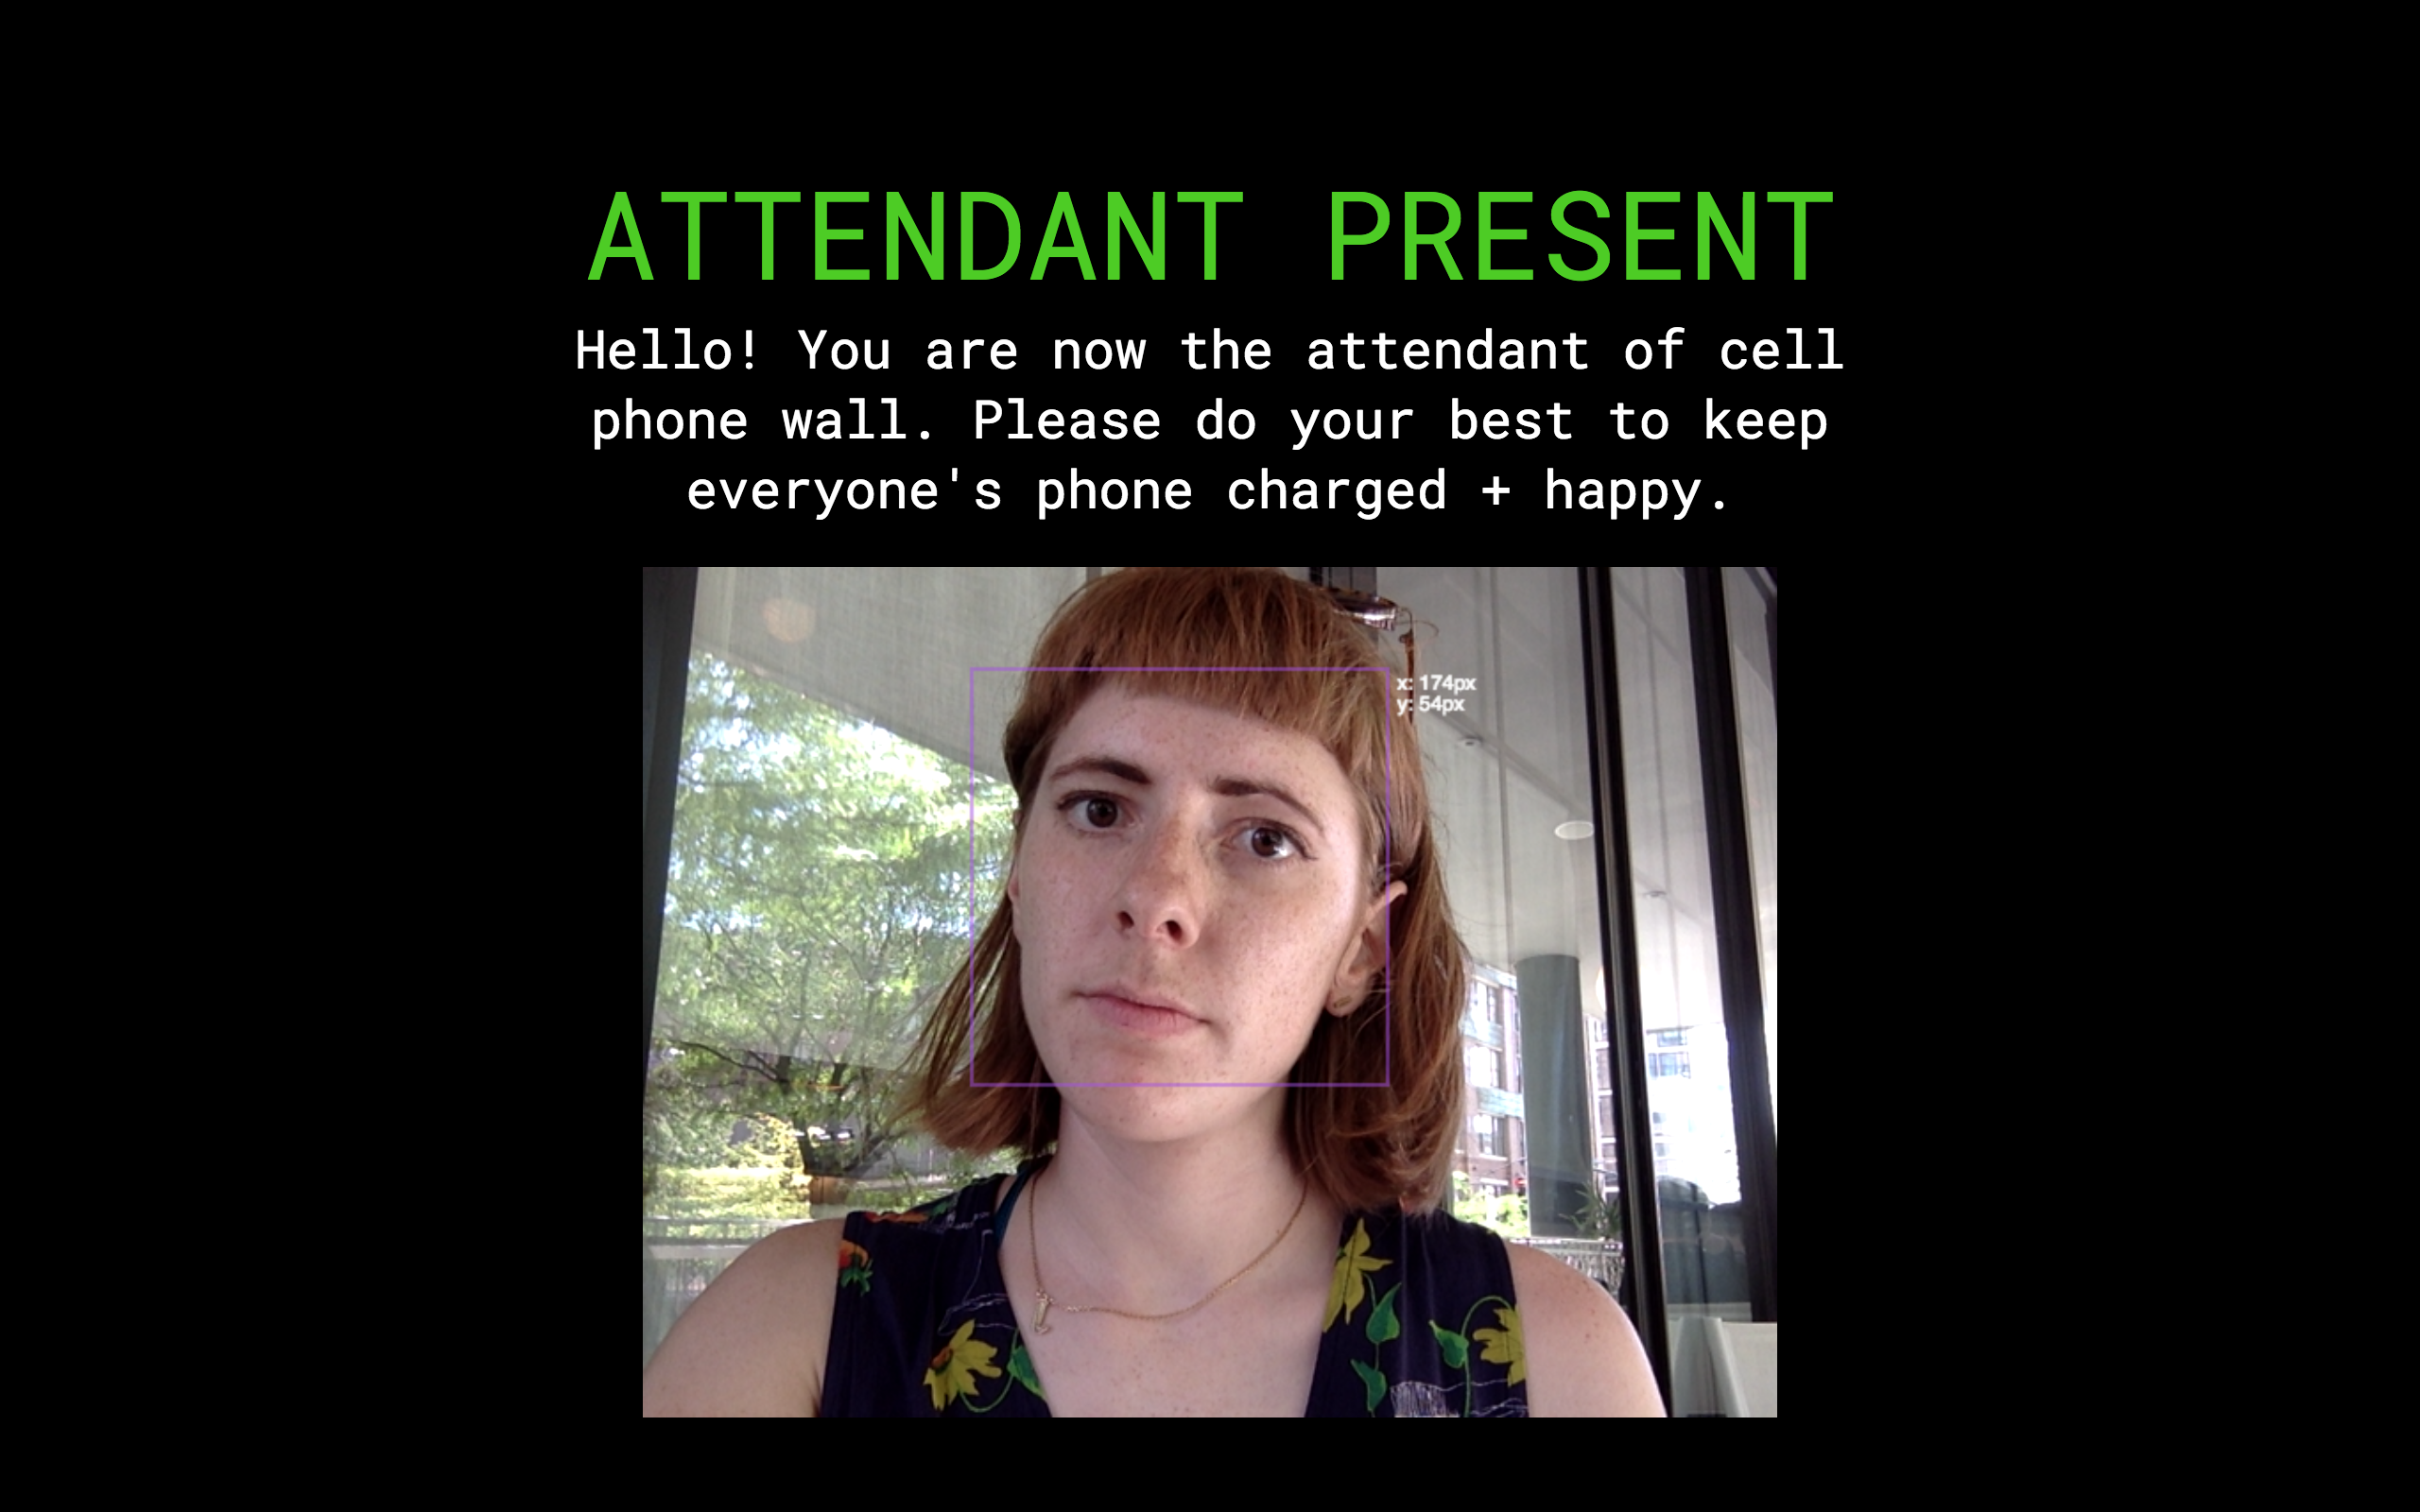 ATTENDANT PRESENT
Hello! You are now the attendant of cell
phone wall. Please do your best to keep
everyone's phone charged + happy.
x: 174px
y: 54px